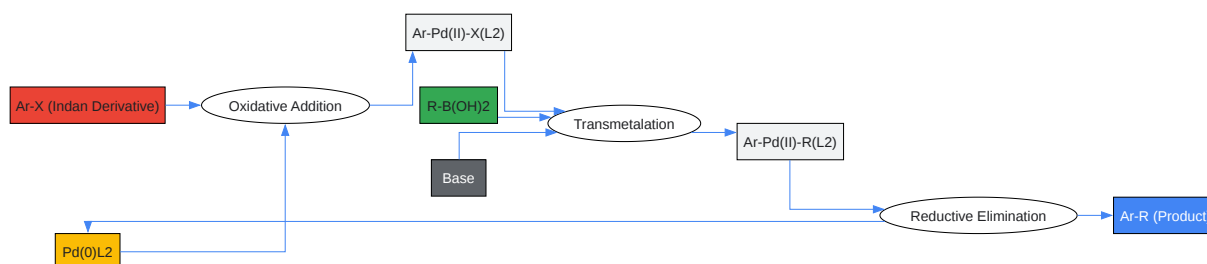 Ar-Pd(II)-X(L2)
Ar-X (Indan Derivative)
Oxidative Addition
R-B(OH)2
Transmetalation
Ar-Pd(II)-R(L2)
Base
Reductive Elimination
Ar-R (Product
Pd(0)L2